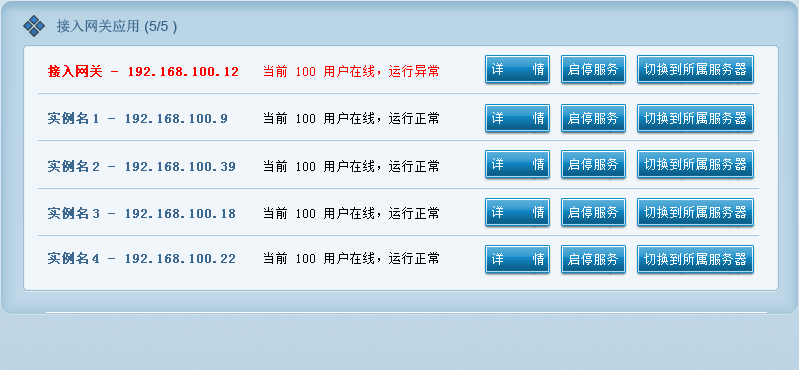 接入网关应用 (5/5 )
接入网关 - 192.168.100.12 当前 100 用户在线，运行异常 详 情 启停服务 切换到所属服务器
实例名1 - 192.168.100.9 当前 100 用户在线，运行正常 详 情 启停服务 切换到所属服务器
实例名2 - 192.168.100.39 当前 100 用户在线，运行正常 详 情 启停服务 切换到所属服务器
实例名3 - 192.168.100.18 当前 100 用户在线，运行正常 详 情 启停服务 切换到所属服务器
实例名4 - 192.168.100.22 当前 100 用户在线，运行正常 详 情 启停服务 切换到所属服务器